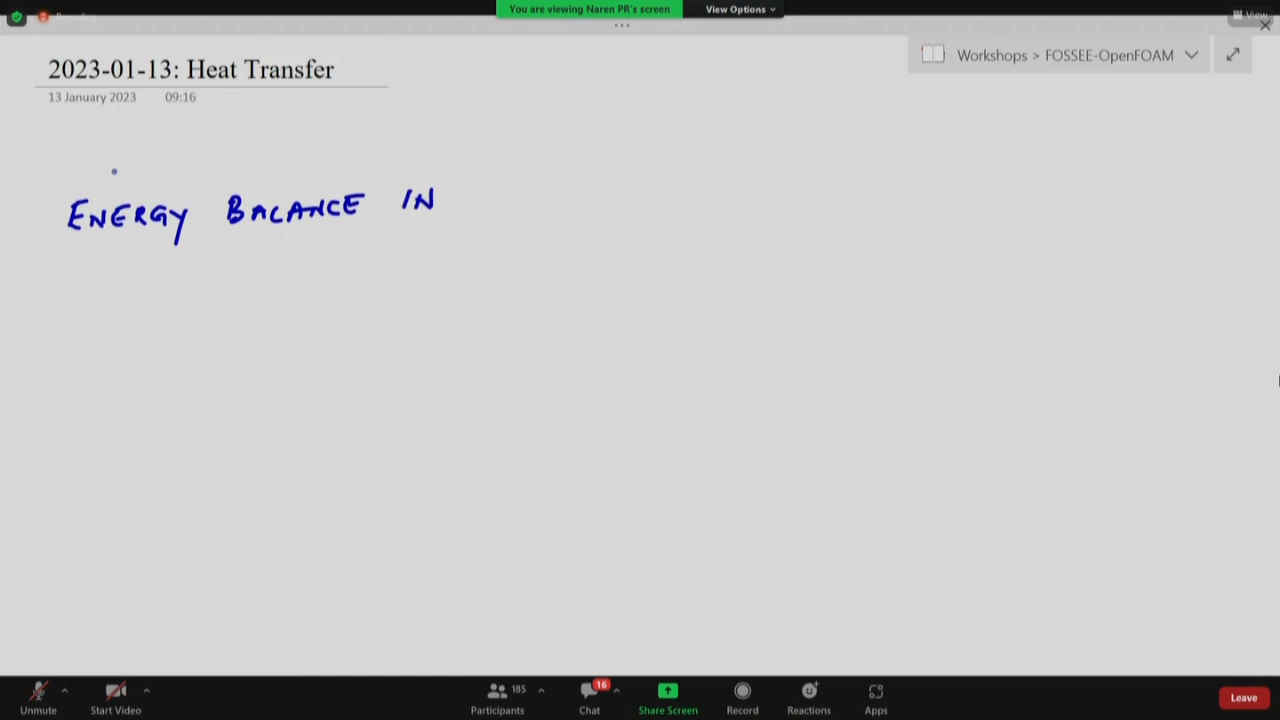 You are viewing Naren PR's screen View Options
View
Workshops > FOSSEE-OpenFOAM
2023-01-13: Heat Transfer
13 January 2023 09:16
ENERGY BALANCE IN
185
16
Unmute Start Video Participants Chat Share Screen Record Reactions Apps Leave